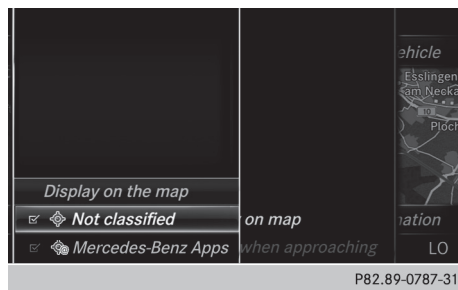 ehicle
Esslingen
am Necka
10
Ploch
Display on the map
Not classified
on map
nation
Mercedes-Benz Apps
when approaching
LO
P82.89-0787-31